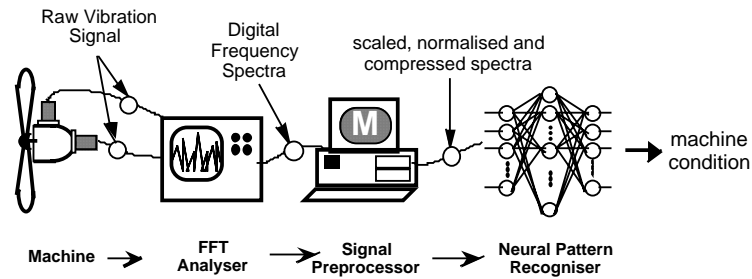 Raw Vibration
Signal
Digital
Frequency
Spectra
scaled, normalised and
compressed spectra
M
machine
condition
Machine
FFT
Analyser
Signal
Preprocessor
Neural Pattern
Recogniser